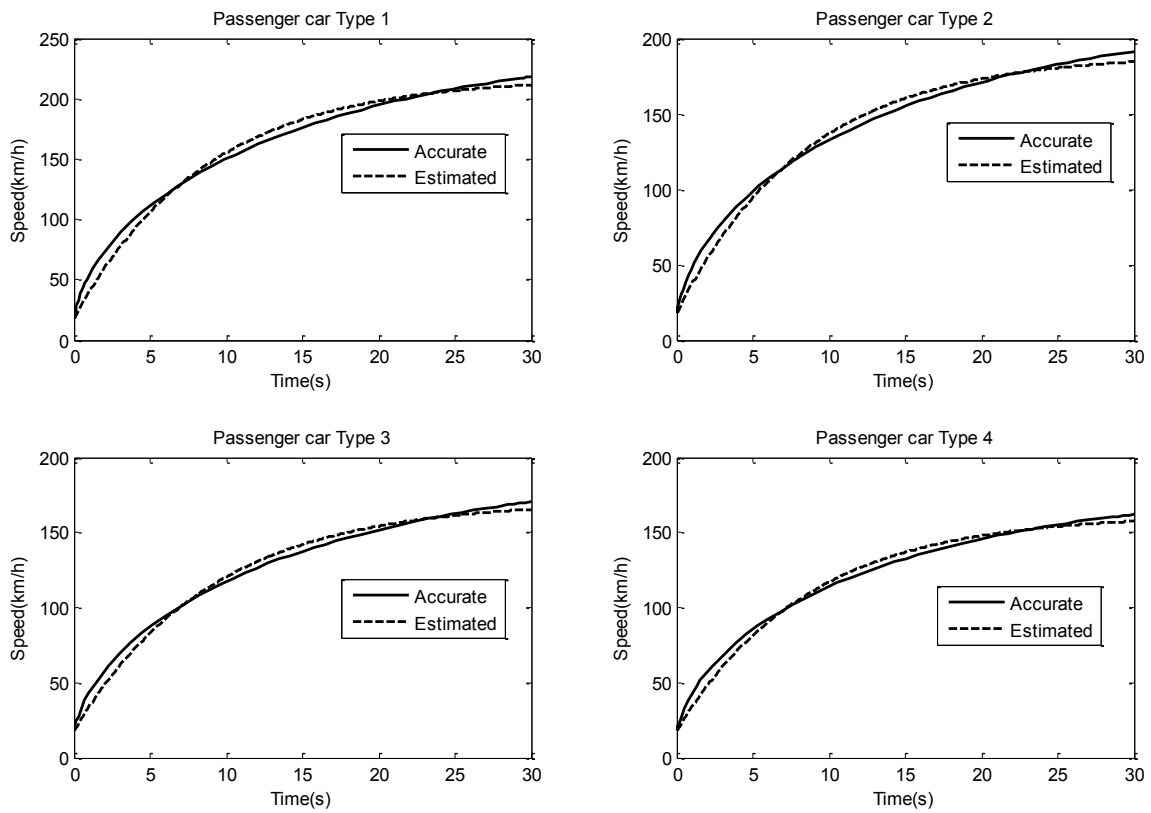 Passenger car Type 1
250
200
150
100
50
0
Speed(km/h)
Accurate
Estimated
0 5 10 15 20 25 30
Time(s)
Passenger car Type 2
200
150
100
50
0
Speed(km/h)
Accurate
Estimated
0 5 10 15 20 25 30
Time(s)
Passenger car Type 3
200
150
100
50
0
Speed(km/h)
Accurate
Estimated
0 5 10 15 20 25 30
Time(s)
Passenger car Type 4
200
150
100
50
0
Speed(km/h)
Accurate
Estimated
0 5 10 15 20 25 30
Time(s)